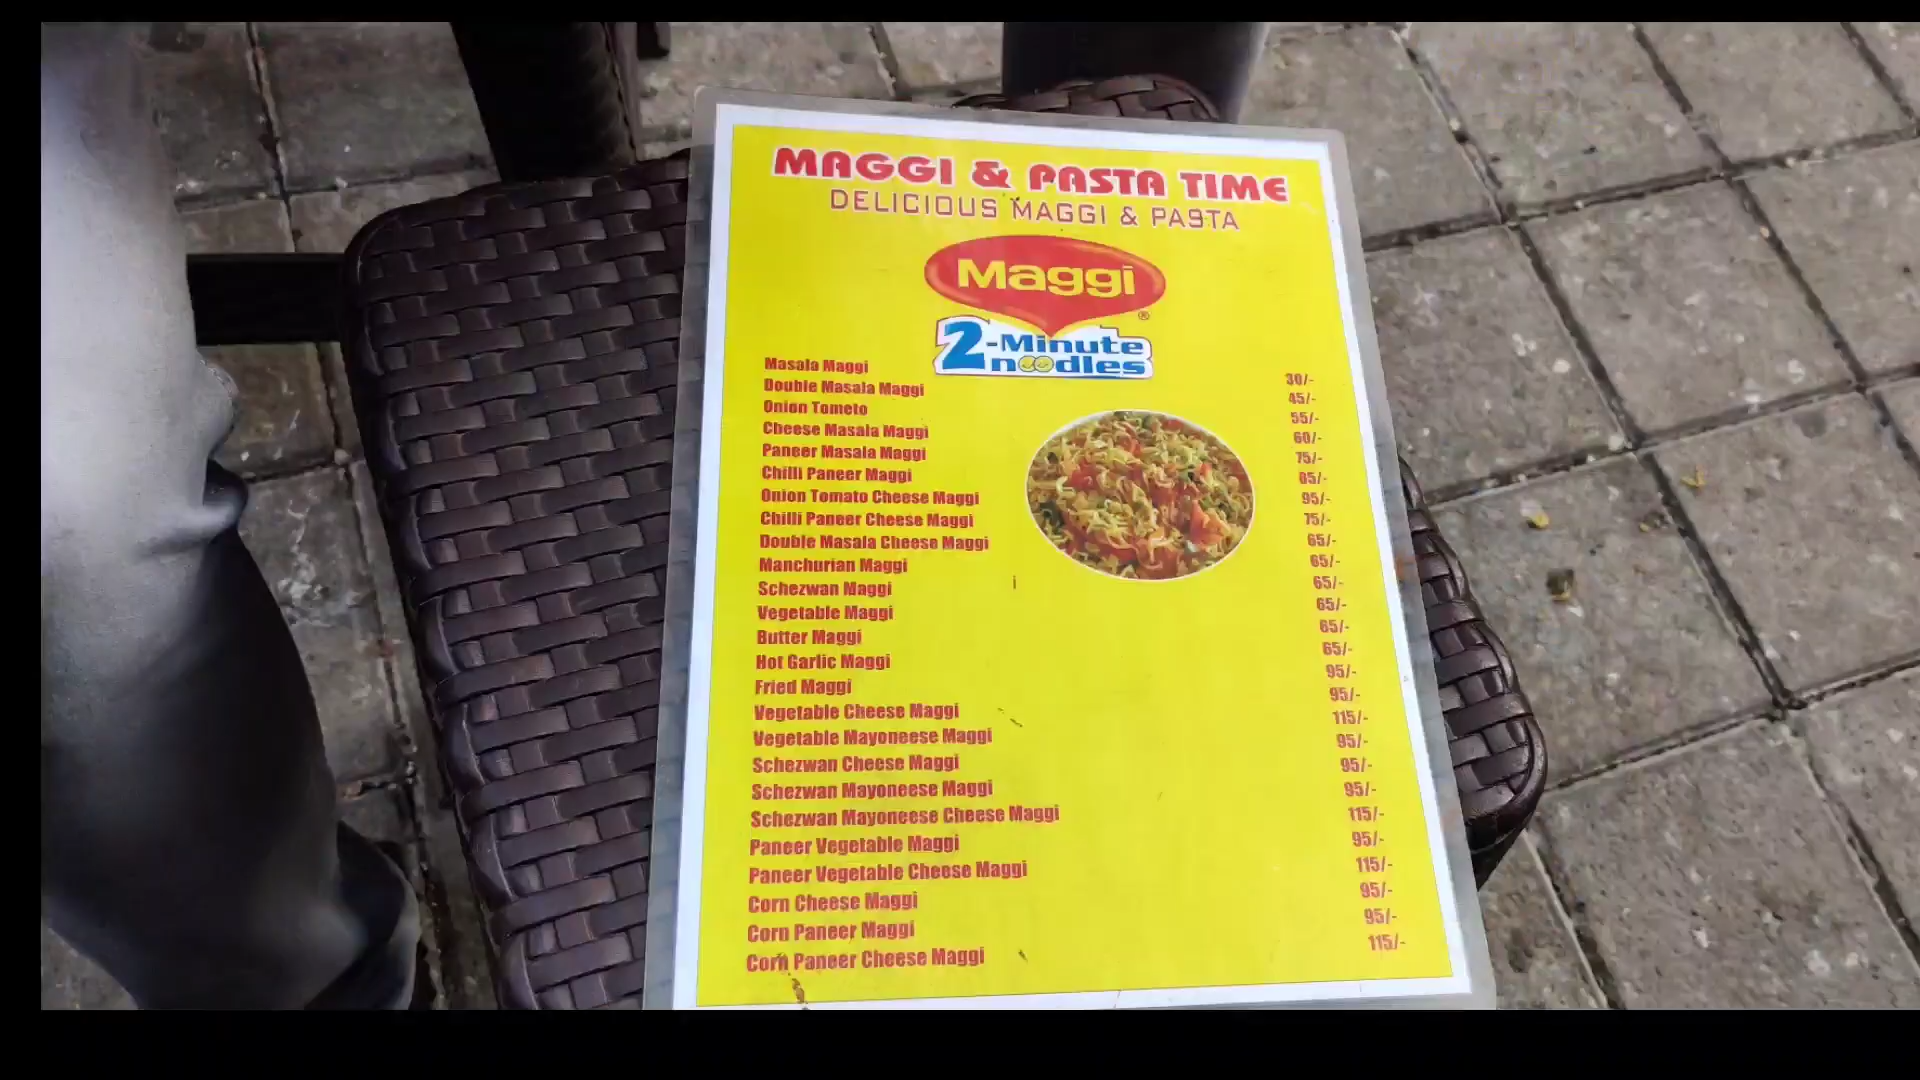 MAGGI & PASTA TIME
DELICIOUS MAGGI & PASTA
Maggi
®
2-Minute
noodles
Masala Maggi
Double Masala Maggi
Onion Tometo
Cheese Masala Maggi
Paneer Masala Maggi
Chilli Paneer Maggi
Onion Tomato Cheese Maggi
Chilli Paneer Cheese Maggi
Double Masala Cheese Maggi
Manchurian Maggi
Schezwan Maggi
Vegetable Maggi
Butter Maggi
Hot Garlic Maggi
Fried Maggi
Vegetable Cheese Maggi
Vegetable Mayoneese Maggi
Schezwan Cheese Maggi
Schezwan Mayoneese Maggi
Schezwan Mayoneese Cheese Maggi
Paneer Vegetable Maggi
Paneer Vegetable Cheese Maggi
Corn Cheese Maggi
Corn Paneer Maggi
Corn Paneer Cheese Maggi
30/-
45/-
55/-
60/-
75/-
65/-
95/-
75/-
65/-
65/-
65/-
65/-
65/-
65/-
95/-
95/-
115/-
95/-
95/-
95/-
115/-
95/-
115/-
95/-
95/-
115/-